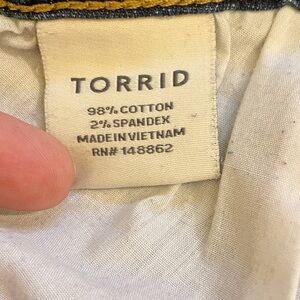 TORRID
98% COTTON
2% SPANDEX
MADE IN VIETNAM
RN# 148862